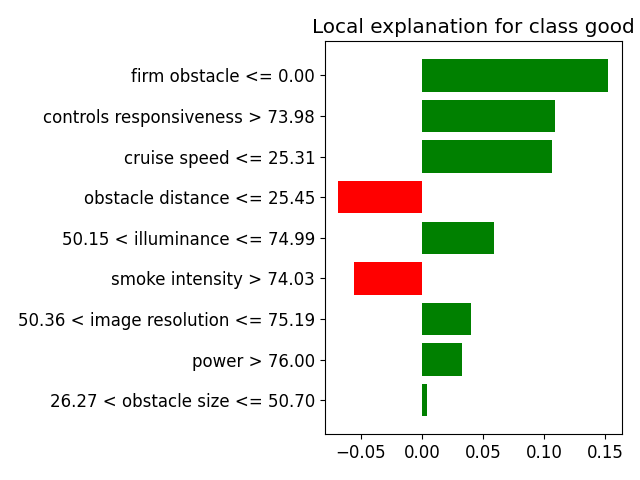 Local explanation for class good
firm obstacle <= 0.00
controls responsiveness > 73.98
cruise speed <= 25.31
obstacle distance <= 25.45
50.15 < illuminance <= 74.99
smoke intensity > 74.03
50.36 < image resolution <= 75.19
power > 76.00
26.27 < obstacle size <= 50.70
−0.05 0.00 0.05 0.10 0.15